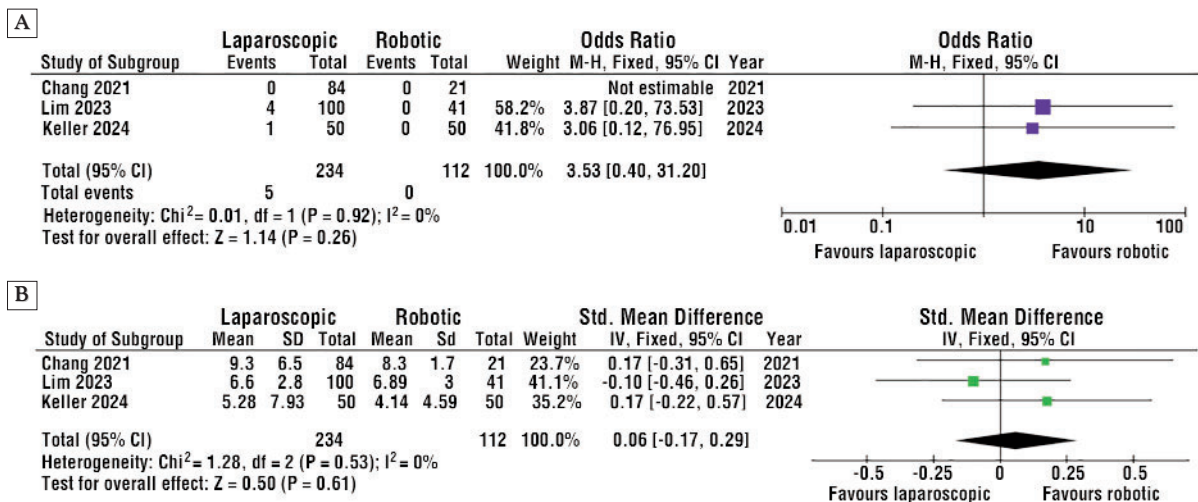 A
Laparoscopic Robotic Odds Ratio Odds Ratio
Study of Subgroup Events Total Events Total Weight M-H, Fixed, 95% CI Year M-H, Fixed, 95% CI
Chang 2021 0 84 0 21 Not estimable 2021
Lim 2023 4 100 0 41 58.2% 3.87 [0.20, 73.53] 2023
Keller 2024 1 50 0 50 41.8% 3.06 [0.12, 76.95] 2024
Total (95% CI) 234 112 100.0% 3.53 [0.40, 31.20]
Total events 5 0
Heterogeneity: Chi²= 0.01, df = 1 (P = 0.92); I²= 0%
Test for overall effect: Z = 1.14 (P = 0.26)
0.01 0.1 10 100
Favours laparoscopic Favours robotic
B
Laparoscopic Robotic Std. Mean Difference Std. Mean Difference
Study of Subgroup Mean SD Total Mean Sd Total Weight IV, Fixed, 95% CI Year IV, Fixed, 95% CI
Chang 2021 9.3 6.5 84 8.3 1.7 21 23.7% 0.17 [-0.31, 0.65] 2021
Lim 2023 6.6 2.8 100 6.89 3 41 41.1% -0.10 [-0.46, 0.26] 2023
Keller 2024 5.28 7.93 50 4.14 4.59 50 35.2% 0.17 [-0.22, 0.57] 2024
Total (95% CI) 234 112 100.0% 0.06 [-0.17, 0.29]
Heterogeneity: Chi²= 1.28, df = 2 (P = 0.53); I²= 0%
Test for overall effect: Z = 0.50 (P = 0.61)
-0.5 -0.25 0 0.25 0.5
Favours laparoscopic Favours robotic